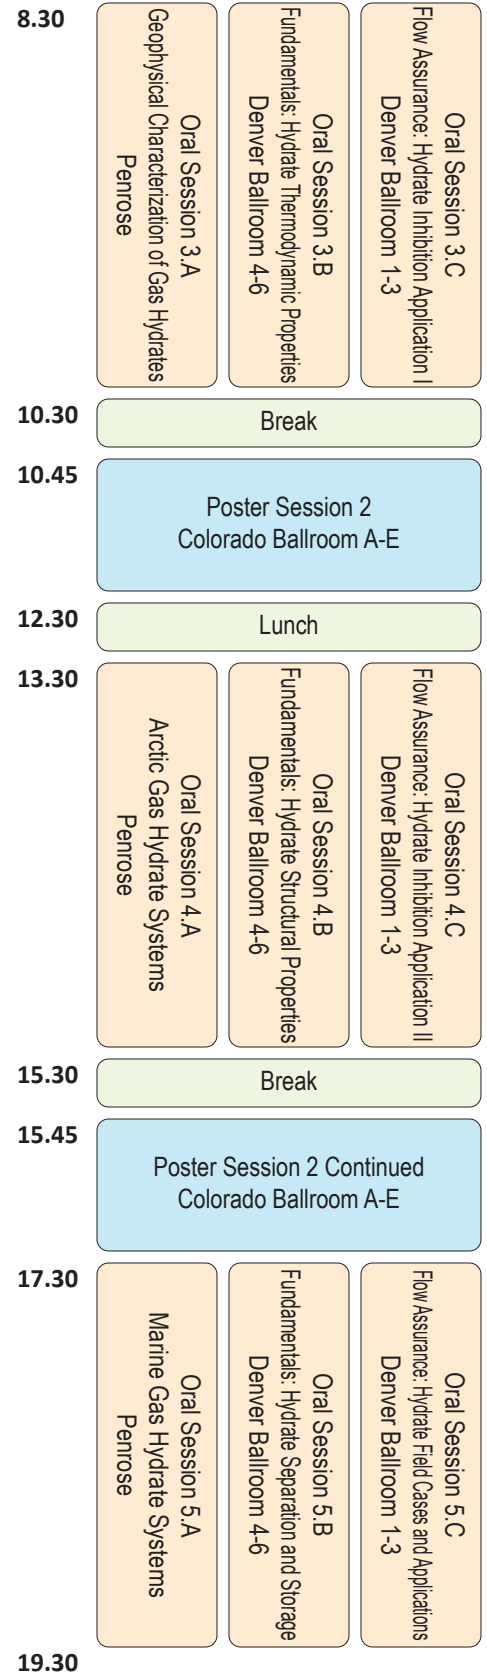 8.30
Oral Session 3.A
Geophysical Characterization of Gas Hydrates
Penrose
Oral Session 3.B
Fundamentals: Hydrate Thermodynamic Properties
Denver Ballroom 4-6
Oral Session 3.C
Flow Assurance: Hydrate Inhibition Application I
Denver Ballroom 1-3
10.30
Break
10.45
Poster Session 2
Colorado Ballroom A-E
12.30
Lunch
13.30
Oral Session 4.A
Arctic Gas Hydrate Systems
Penrose
Oral Session 4.B
Fundamentals: Hydrate Structural Properties
Denver Ballroom 4-6
Oral Session 4.C
Flow Assurance: Hydrate Inhibition Application II
Denver Ballroom 1-3
15.30
Break
15.45
Poster Session 2 Continued
Colorado Ballroom A-E
17.30
Oral Session 5.A
Marine Gas Hydrate Systems
Penrose
Oral Session 5.B
Fundamentals: Hydrate Separation and Storage
Denver Ballroom 4-6
Oral Session 5.C
Flow Assurance: Hydrate Field Cases and Applications
Denver Ballroom 1-3
19.30